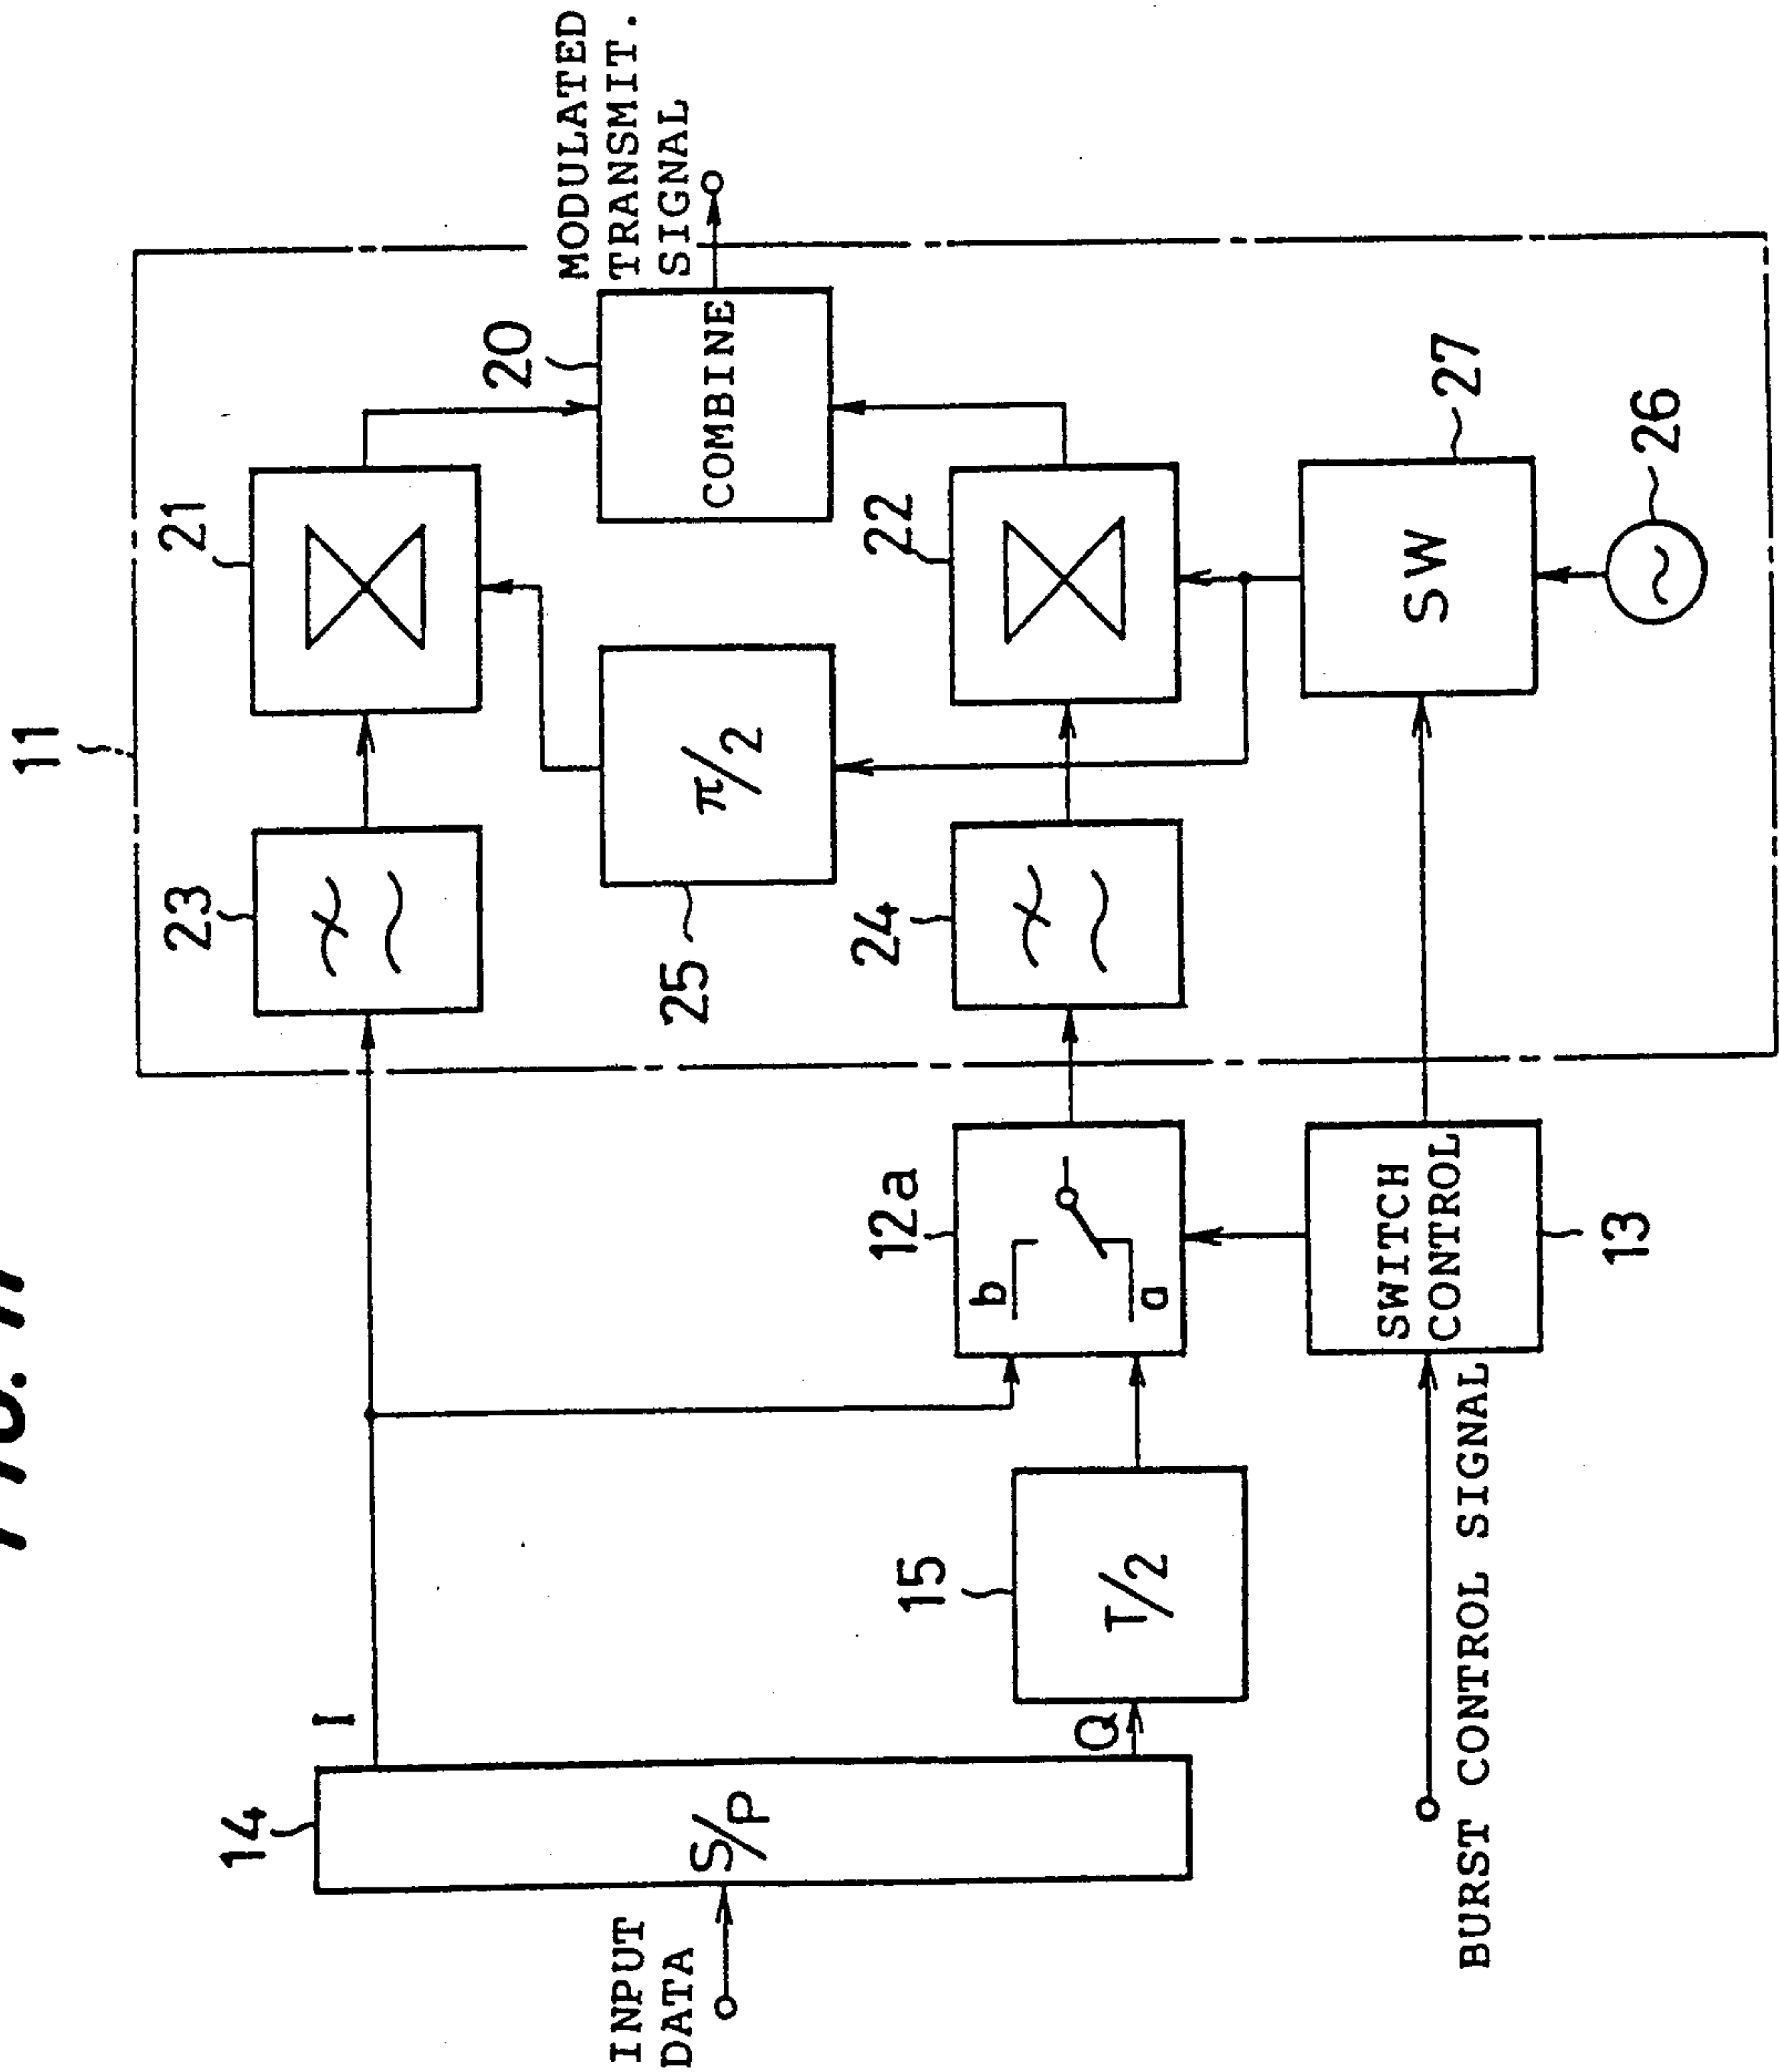 11
14
S/P
INPUT
DATA
I
Q
15
T/2
12a
b
a
SWITCH
CONTROL
13
BURST CONTROL SIGNAL
23
24
25
π/2
21
22
20
COMBINE
SW
27
26
MODULATED
TRANSMIT.
SIGNAL